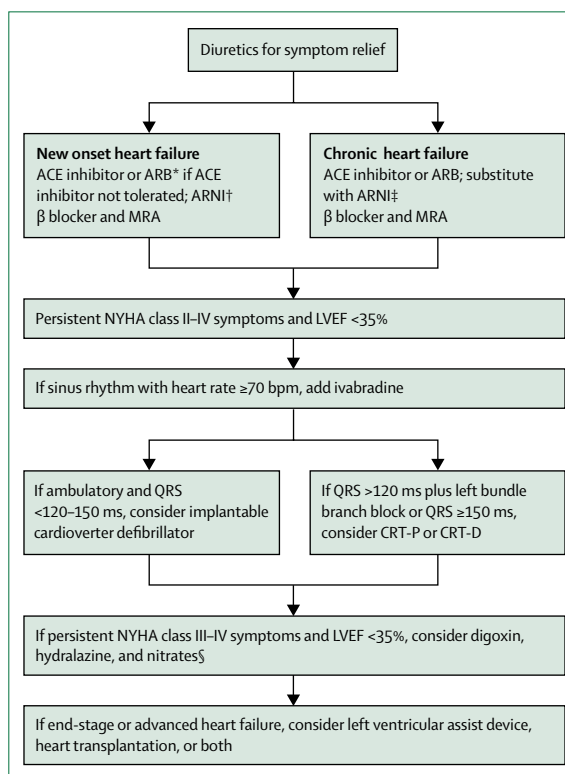 Diuretics for symptom relief
New onset heart failure
ACE inhibitor or ARB* if ACE
inhibitor not tolerated; ARNI†
β blocker and MRA
Chronic heart failure
ACE inhibitor or ARB; substitute
with ARNI‡
β blocker and MRA
Persistent NYHA class II–IV symptoms and LVEF <35%
If sinus rhythm with heart rate ≥70 bpm, add ivabradine
If ambulatory and QRS
<120–150 ms, consider implantable
cardioverter defibrillator
If QRS >120 ms plus left bundle
branch block or QRS ≥150 ms,
consider CRT-P or CRT-D
If persistent NYHA class III–IV symptoms and LVEF <35%, consider digoxin,
hydralazine, and nitrates§
If end-stage or advanced heart failure, consider left ventricular assist device,
heart transplantation, or both